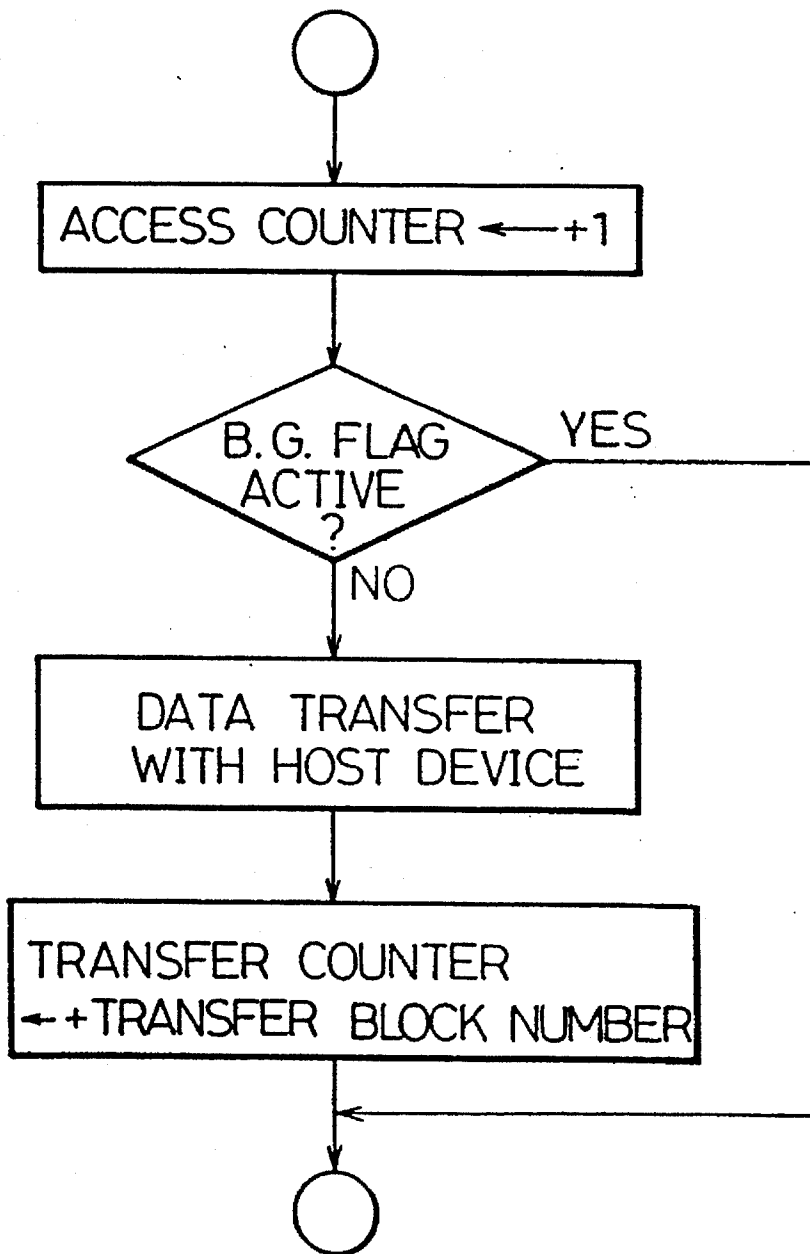 ACCESS COUNTER ←+1
B.G. FLAG
ACTIVE
?
YES
NO
DATA TRANSFER
WITH HOST DEVICE
TRANSFER COUNTER
←+TRANSFER BLOCK NUMBER